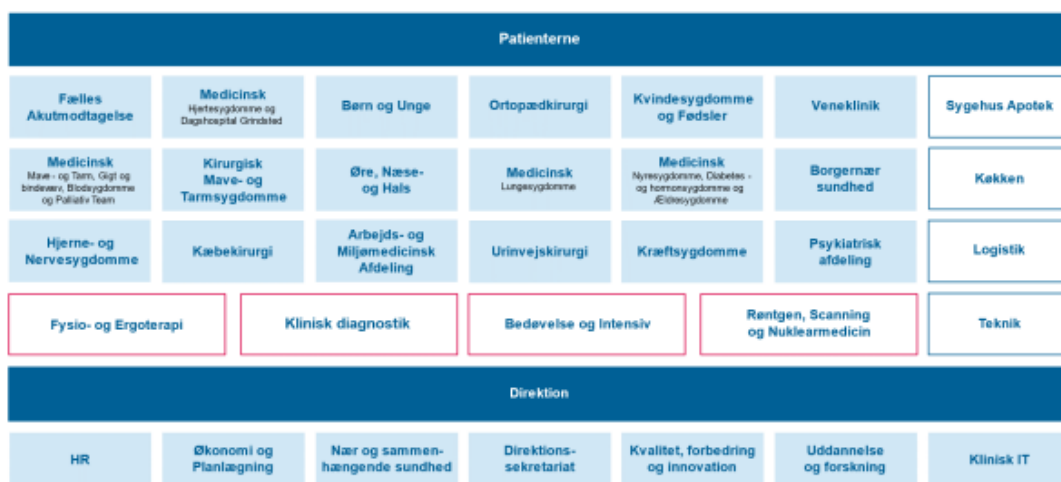 Patienterne
Fælles
Akutmodtagelse
Medicinsk
Hjertesygdomme og
Dagshospital Grindsted
Børn og Unge
Ortopædkirurgi
Kvindesygdomme
og Fødsler
Veneklinik
Sygehus Apotek
Medicinsk
Mave - og Tarm, Gigt og
bindevæv, Blodsygdomme
og Palliativ Team
Kirurgisk
Mave- og
Tarmsygdomme
Øre, Næse-
og Hals
Medicinsk
Lungesygdomme
Medicinsk
Nyresygdomme, Diabetes -
og hormonsygdomme og
Ældresygdomme
Borgernær
sundhed
Køkken
Hjerne- og
Nervesygdomme
Kæbekirurgi
Arbejds- og
Miljømedicinsk
Afdeling
Urinvejskirurgi
Kræftsygdomme
Psykiatrisk
afdeling
Logistik
Fysio- og Ergoterapi
Klinisk diagnostik
Bedøvelse og Intensiv
Røntgen, Scanning
og Nuklearmedicin
Teknik
Direktion
HR
Økonomi og
Planlægning
Nær og sammen-
hængende sundhed
Direktions-
sekretariat
Kvalitet, forbedring
og innovation
Uddannelse
og forskning
Klinisk IT